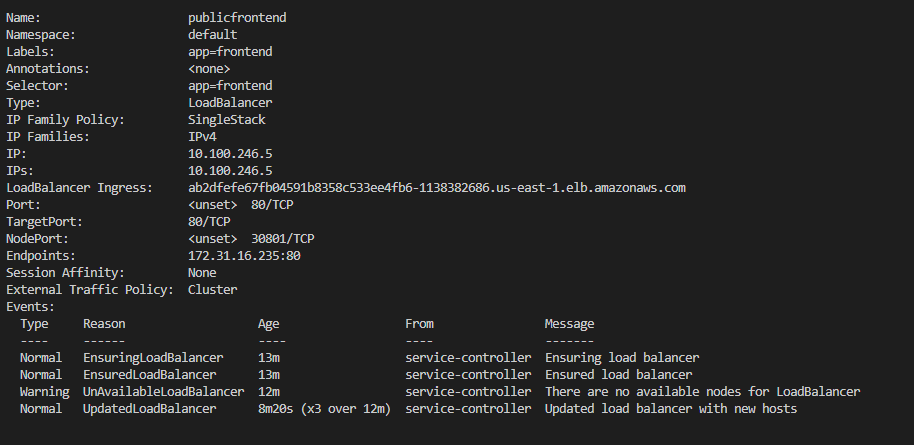 Name: publicfrontend
Namespace: default
Labels: app=frontend
Annotations: <none>
Selector: app=frontend
Type: LoadBalancer
IP Family Policy: SingleStack
IP Families: IPv4
IP: 10.100.246.5
IPs: 10.100.246.5
LoadBalancer Ingress: ab2dfefe67fb04591b8358c533ee4fb6-1138382686.us-east-1.elb.amazonaws.com
Port: <unset> 80/TCP
TargetPort: 80/TCP
NodePort: <unset> 30801/TCP
Endpoints: 172.31.16.235:80
Session Affinity: None
External Traffic Policy: Cluster
Events:
Type Reason Age From Message
---- ------ ---- ---- -------
Normal EnsuringLoadBalancer 13m service-controller Ensuring load balancer
Normal EnsuredLoadBalancer 13m service-controller Ensured load balancer
Warning UnAvailableLoadBalancer 12m service-controller There are no available nodes for LoadBalancer
Normal UpdatedLoadBalancer 8m20s (x3 over 12m) service-controller Updated load balancer with new hosts